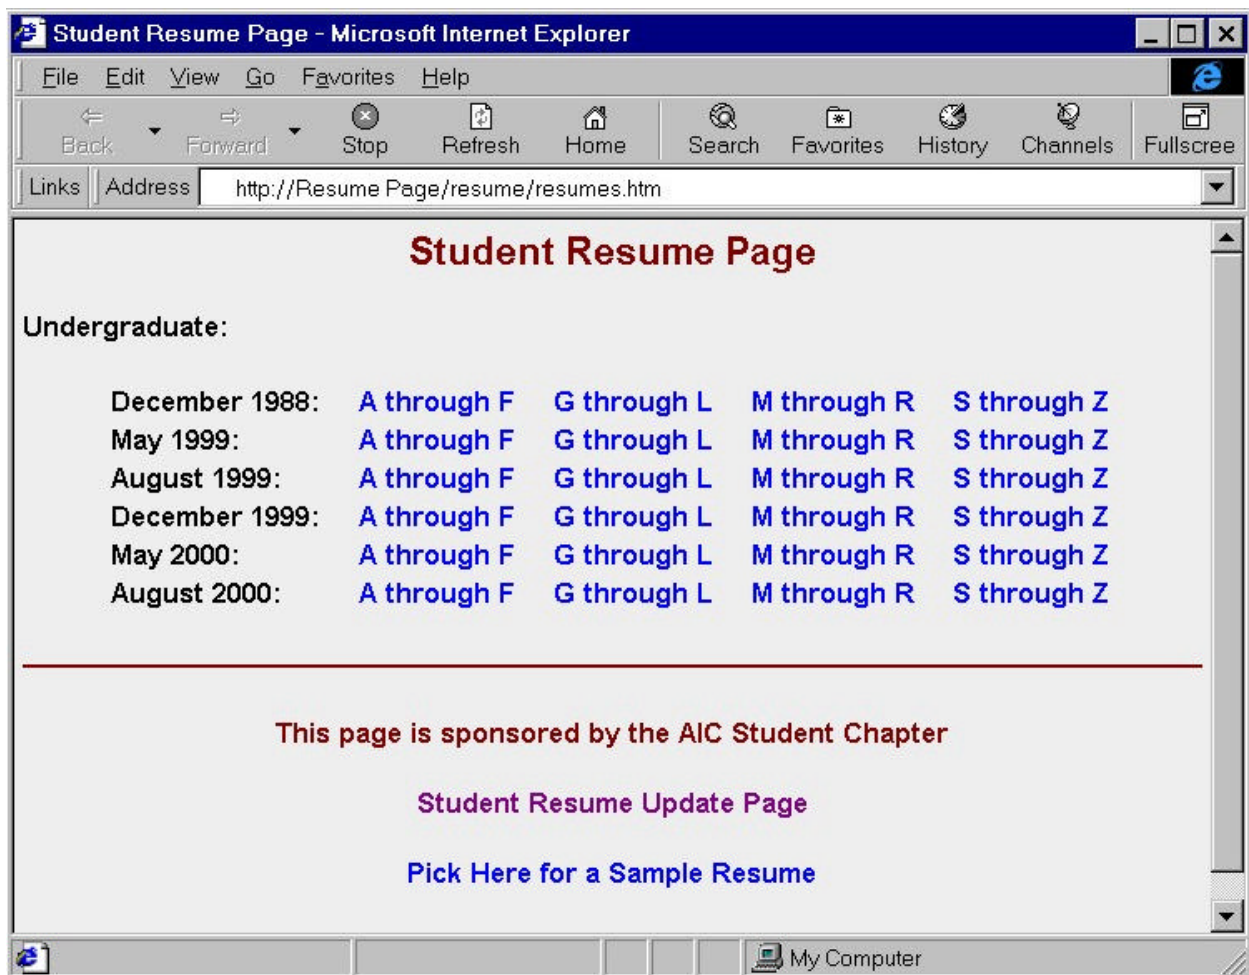 Student Resume Page - Microsoft Internet Explorer
File Edit View Go Favorites Help
Back Forward Stop Refresh Home Search Favorites History Channels Fullscree
Links Address http://Resume Page/resume/resumes.htm
Student Resume Page
Undergraduate:
December 1988: A through F G through L M through R S through Z
May 1999: A through F G through L M through R S through Z
August 1999: A through F G through L M through R S through Z
December 1999: A through F G through L M through R S through Z
May 2000: A through F G through L M through R S through Z
August 2000: A through F G through L M through R S through Z
This page is sponsored by the AIC Student Chapter
Student Resume Update Page
Pick Here for a Sample Resume
My Computer